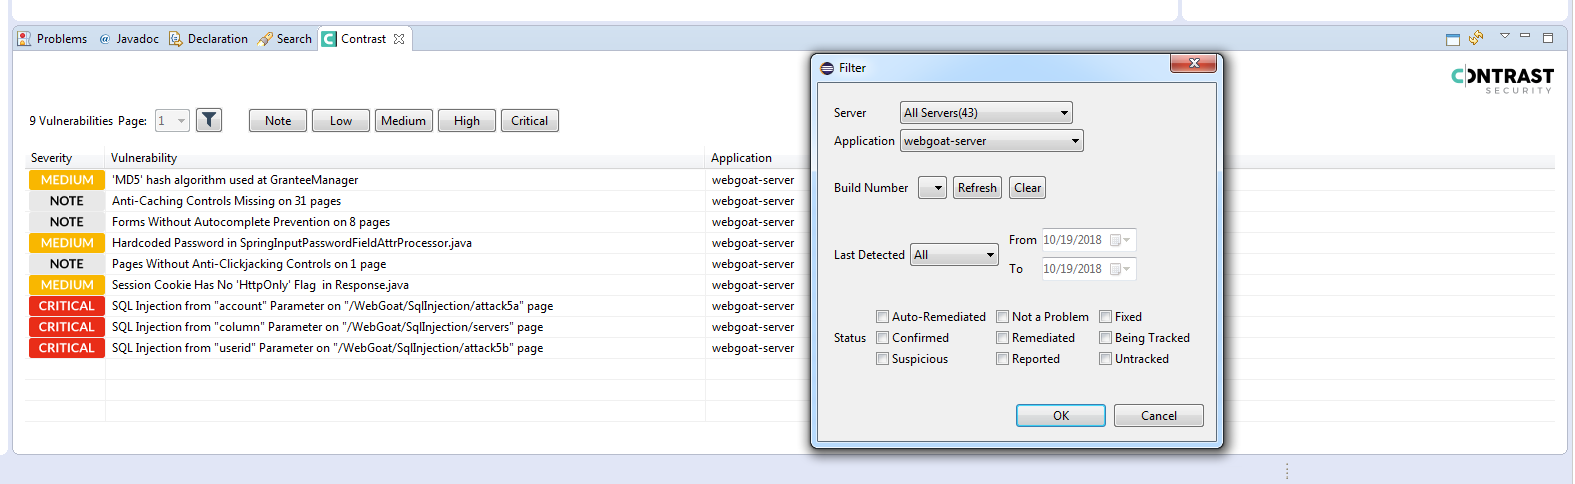 Problems @ Javadoc Declaration Search Contrast
CONTRAST
SECURITY
9 Vulnerabilities Page: 1 Note Low Medium High Critical
Severity Vulnerability Application
MEDIUM 'MD5' hash algorithm used at GranteeManager webgoat-server
NOTE Anti-Caching Controls Missing on 31 pages webgoat-server
NOTE Forms Without Autocomplete Prevention on 8 pages webgoat-server
MEDIUM Hardcoded Password in SpringInputPasswordFieldAttrProcessor.java webgoat-server
NOTE Pages Without Anti-Clickjacking Controls on 1 page webgoat-server
MEDIUM Session Cookie Has No 'HttpOnly' Flag in Response.java webgoat-server
CRITICAL SQL Injection from "account" Parameter on "/WebGoat/SqlInjection/attack5a" page webgoat-server
CRITICAL SQL Injection from "column" Parameter on "/WebGoat/SqlInjection/servers" page webgoat-server
CRITICAL SQL Injection from "userid" Parameter on "/WebGoat/SqlInjection/attack5b" page webgoat-server
Filter
Server All Servers(43)
Application webgoat-server
Build Number Refresh Clear
Last Detected All
From 10/19/2018
To 10/19/2018
Status
Auto-Remediated Not a Problem Fixed
Confirmed Remediated Being Tracked
Suspicious Reported Untracked
OK Cancel